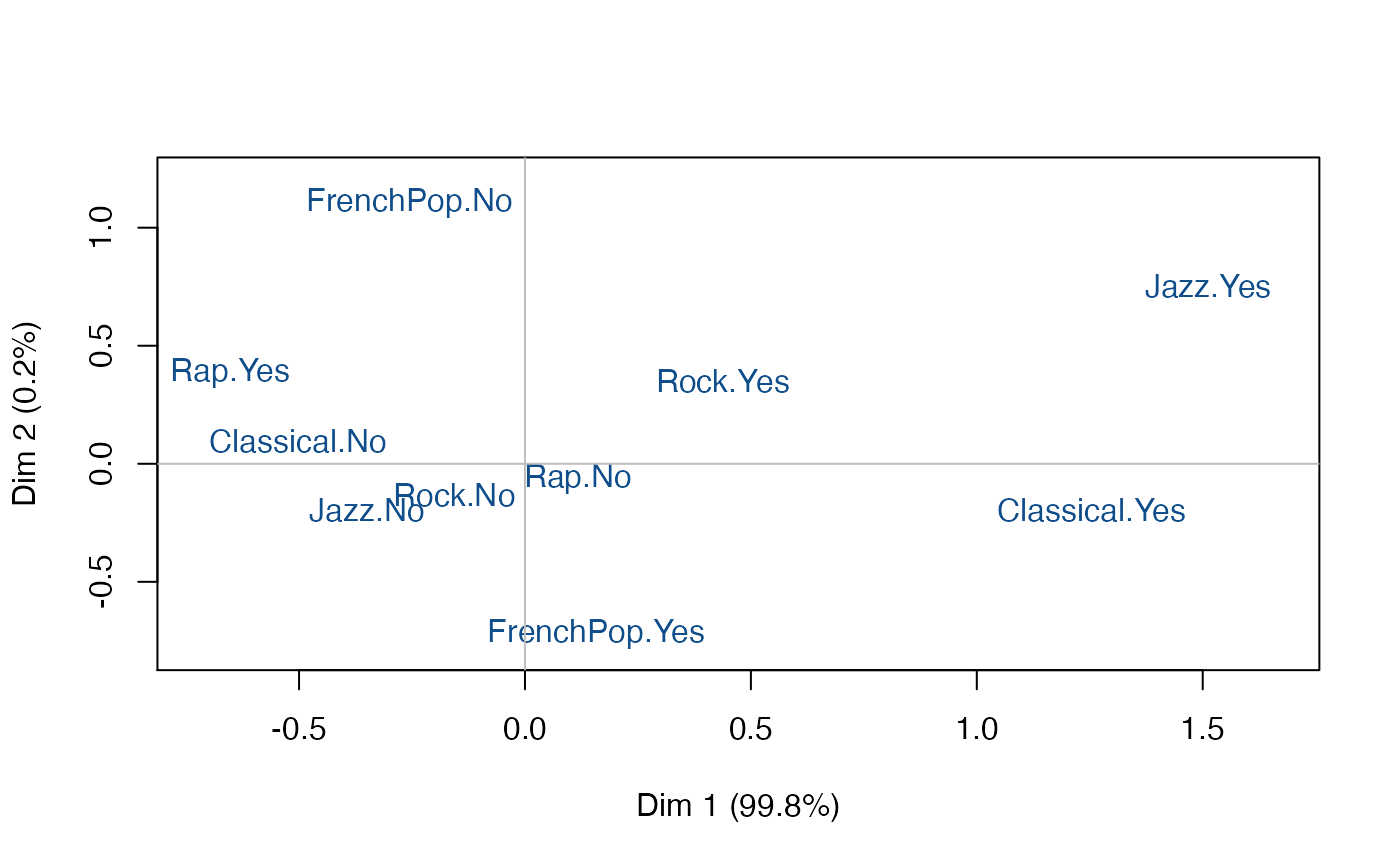 FrenchPop.No
Jazz.Yes
Rap.Yes
Rock.Yes
Classical.No
Rap.No
Rock.No
Jazz.No
Classical.Yes
FrenchPop.Yes
1.0
0.5
0.0
-0.5
Dim 2 (0.2%)
-0.5 0.0 0.5 1.0 1.5
Dim 1 (99.8%)